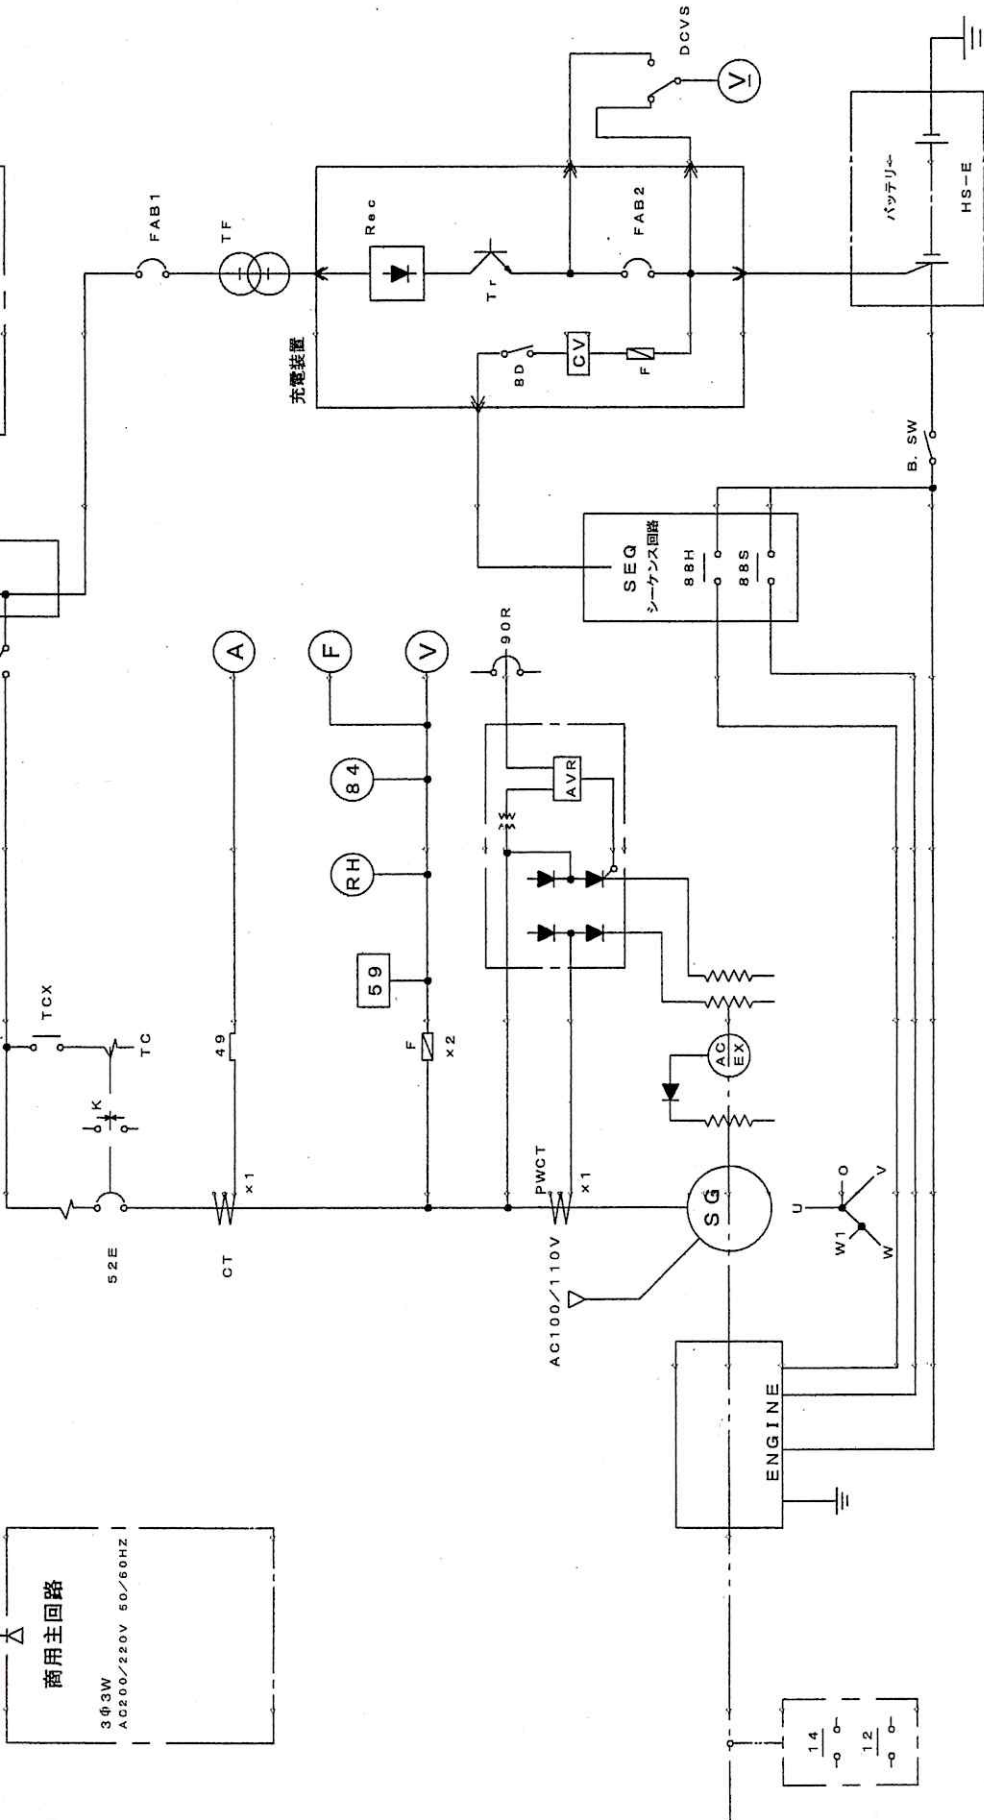 商用主回路
3φ3W
AC200/220V 50/60HZ
52E
K
TC
TCX
CT
×1
49
A
F
×2
59
RH
84
F
V
AVR
90R
PWCT
×1
AC100/110V
SG
AC
EX
U
O
V
W1
W
ENGINE
14
12
SEQ
シーケンス回路
88H
88S
B. SW
充電装置
FAB1
TF
Rec
Tr
8D
CV
F
FAB2
DCVS
V
バッテリー
HS-E